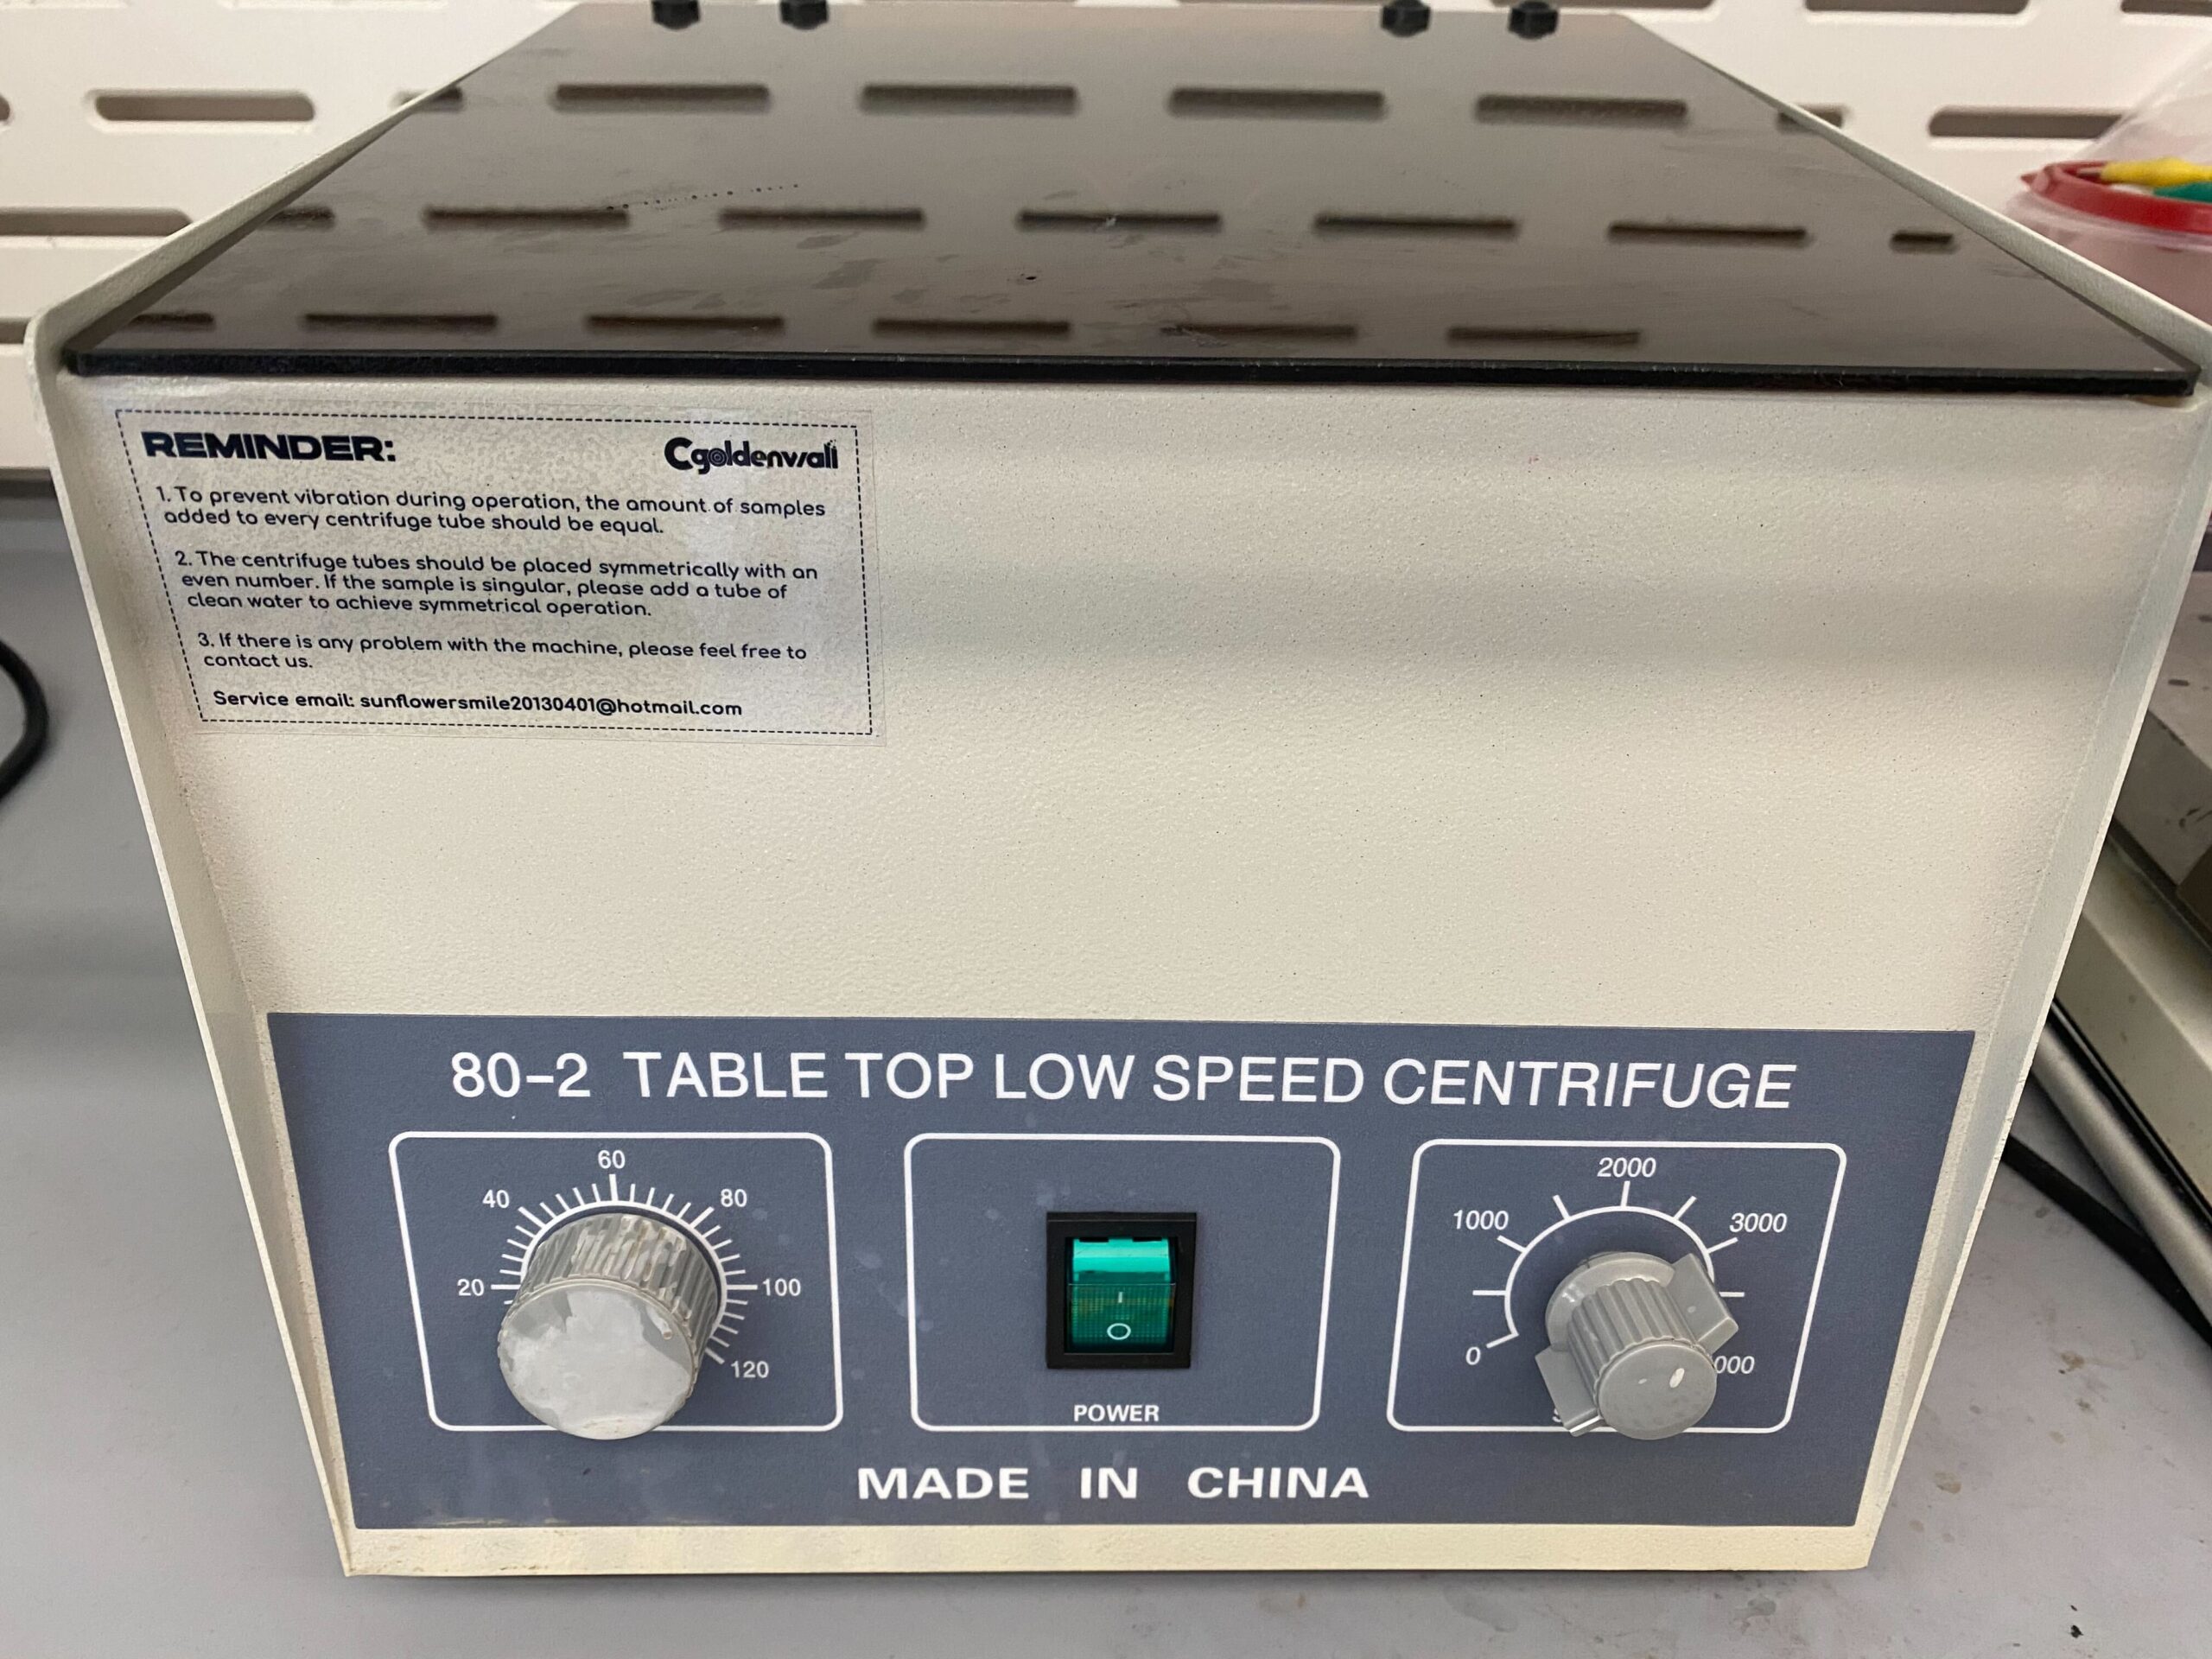 REMINDER:
Cgoldenwall
1. To prevent vibration during operation, the amount of samples
added to every centrifuge tube should be equal.
2. The centrifuge tubes should be placed symmetrically with an
even number. If the sample is singular, please add a tube of
clean water to achieve symmetrical operation.
3. If there is any problem with the machine, please feel free to
contact us.
Service email: sunflowersmile20130401@hotmail.com
80-2 TABLE TOP LOW SPEED CENTRIFUGE
20
40
60
80
100
120
I
O
POWER
0
1000
2000
3000
MADE IN CHINA